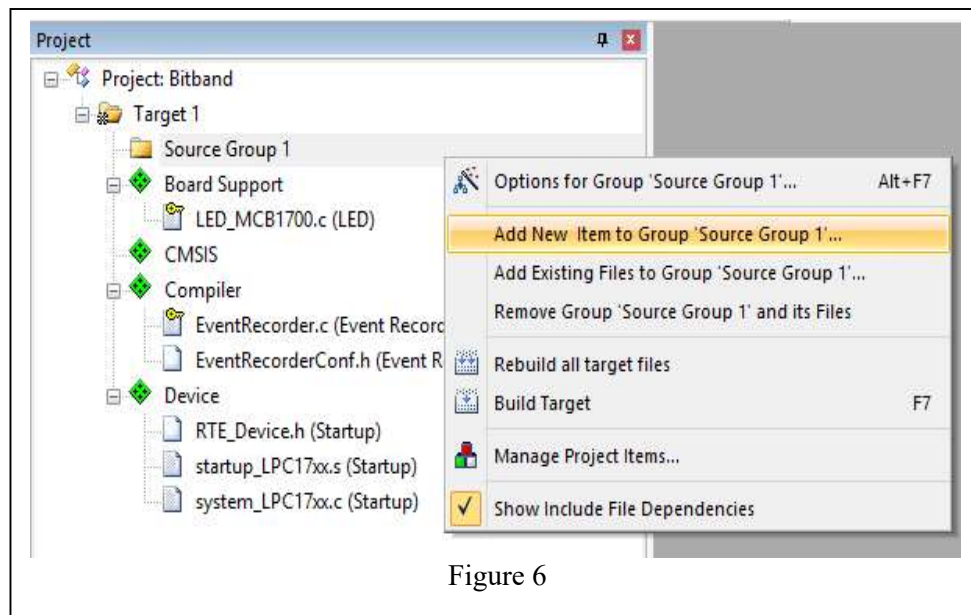 Project
Project: Bitband
Target 1
Source Group 1
Board Support
LED_MCB1700.c (LED)
CMSIS
Compiler
EventRecorder.c (Event Record
EventRecorderConf.h (Event R
Device
RTE_Device.h (Startup)
startup_LPC17xx.s (Startup)
system_LPC17xx.c (Startup)
Options for Group 'Source Group 1'... Alt+F7
Add New Item to Group 'Source Group 1'...
Add Existing Files to Group 'Source Group 1'...
Remove Group 'Source Group 1' and its Files
Rebuild all target files
Build Target F7
Manage Project Items...
Show Include File Dependencies
Figure 6